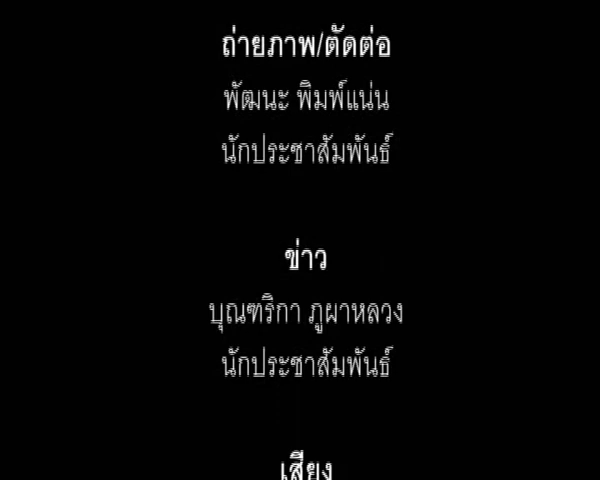 ถ่ายภาพ/ตัดต่อ
พัฒนะ พิมพ์แน่น
นักประชาสัมพันธ์
ข่าว
บุณฑริกา ภูผาหลวง
นักประชาสัมพันธ์
เสียง